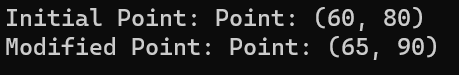 Initial Point: Point: (60, 80)
Modified Point: Point: (65, 90)